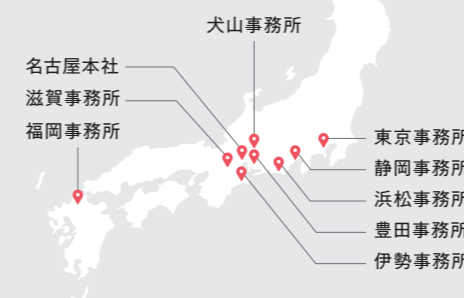 犬山事務所
名古屋本社
滋賀事務所
福岡事務所
東京事務所
静岡事務所
浜松事務所
豊田事務所
伊勢事務所